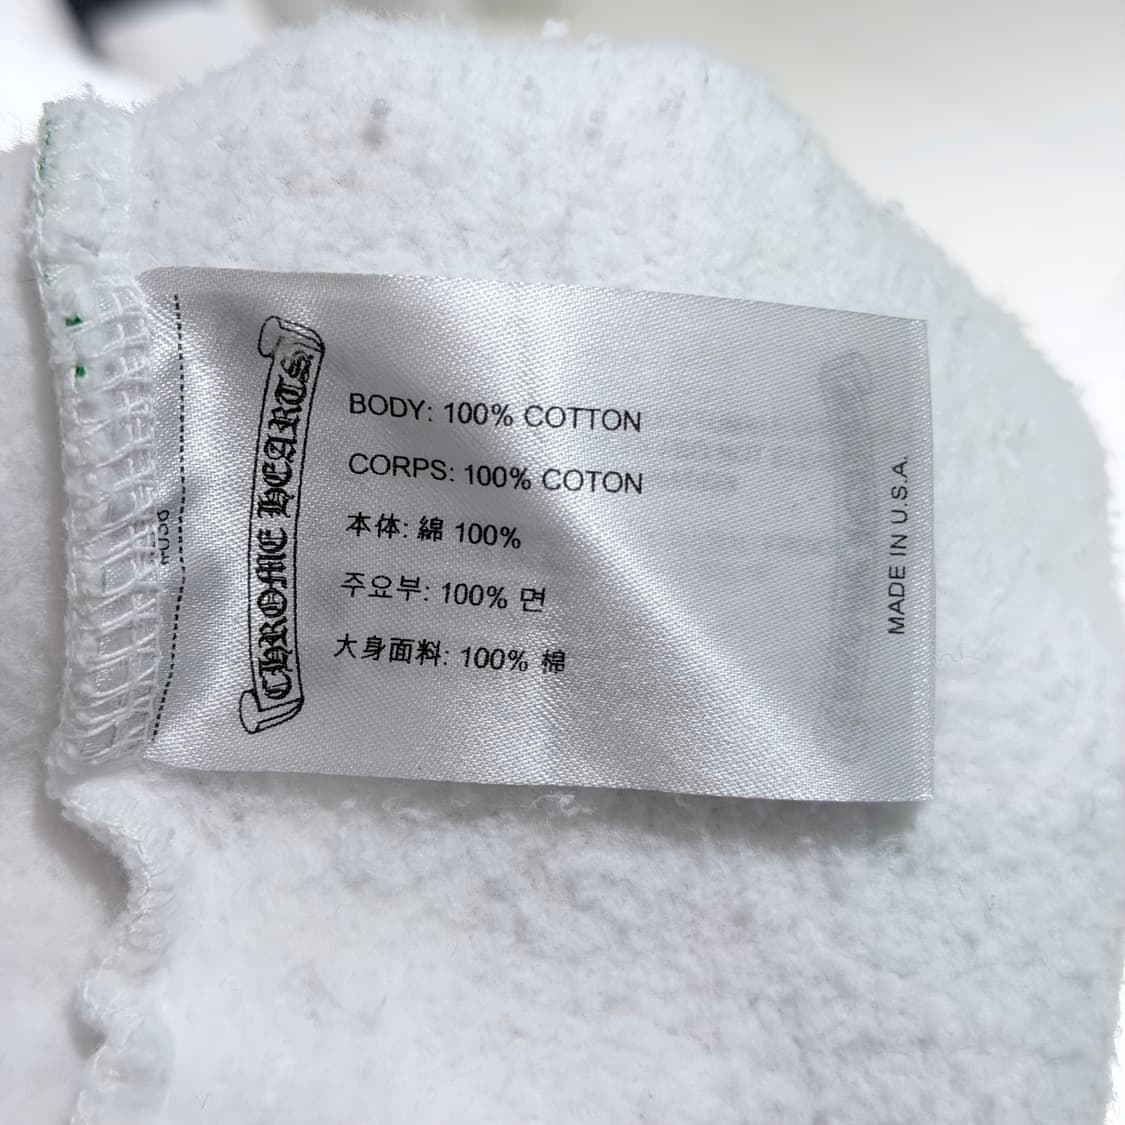 CHROME HEARTS
BODY: 100% COTTON
CORPS: 100% COTON
本体: 綿 100%
주요부: 100% 면
大身面料: 100% 棉
MADE IN U.S.A.